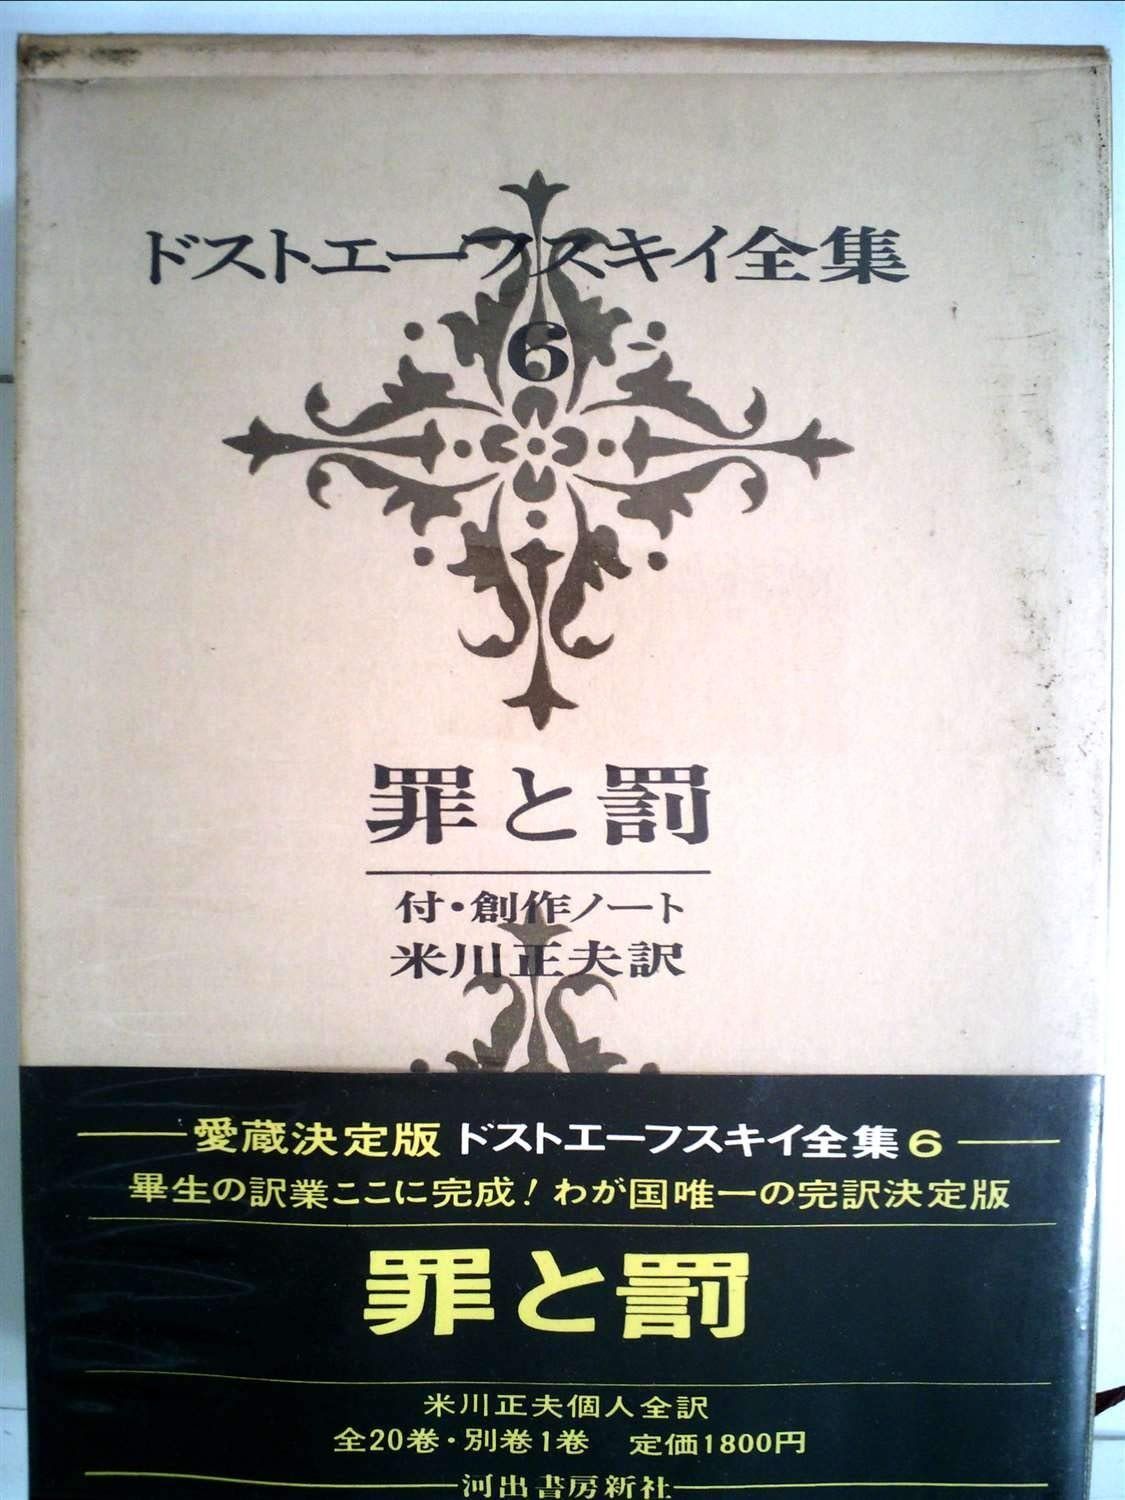 ドストエーフスキイ全集
6
罪と罰
付・創作ノート
米川正夫訳
愛蔵決定版 ドストエーフスキイ全集6
畢生の訳業ここに完成！わが国唯一の完訳決定版
罪と罰
米川正夫個人全訳
全20巻・別巻1巻 定価1800円
河出書房新社